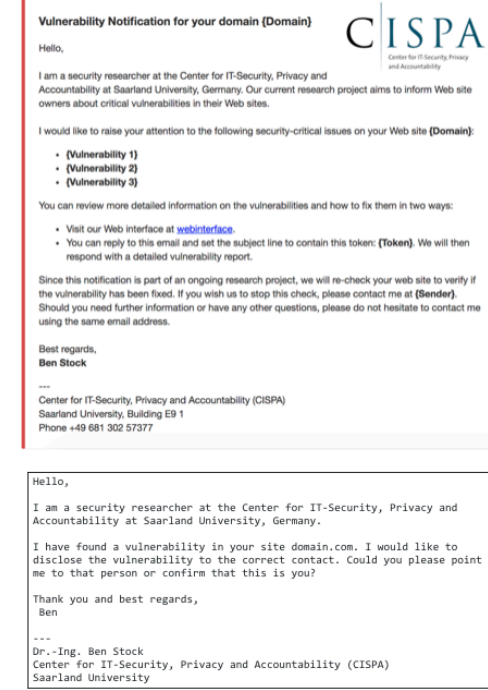 Vulnerability Notification for your domain {Domain}
CISPA
Center for IT-Security, Privacy
and Accountability
Hello,
I am a security researcher at the Center for IT-Security, Privacy and
Accountability at Saarland University, Germany. Our current research project aims to inform Web site
owners about critical vulnerabilities in their Web sites.
I would like to raise your attention to the following security-critical issues on your Web site {Domain}:
• {Vulnerability 1}
• {Vulnerability 2}
• {Vulnerability 3}
You can review more detailed information on the vulnerabilities and how to fix them in two ways:
• Visit our Web interface at webinterface.
• You can reply to this email and set the subject line to contain this token: {Token}. We will then
respond with a detailed vulnerability report.
Since this notification is part of an ongoing research project, we will re-check your web site to verify if
the vulnerability has been fixed. If you wish us to stop this check, please contact me at {Sender}.
Should you need further information or have any other questions, please do not hesitate to contact me
using the same email address.
Best regards,
Ben Stock
---
Center for IT-Security, Privacy and Accountability (CISPA)
Saarland University, Building E9 1
Phone +49 681 302 57377
Hello,
I am a security researcher at the Center for IT-Security, Privacy and
Accountability at Saarland University, Germany.
I have found a vulnerability in your site domain.com. I would like to
disclose the vulnerability to the correct contact. Could you please point
me to that person or confirm that this is you?
Thank you and best regards,
Ben
---
Dr.-Ing. Ben Stock
Center for IT-Security, Privacy and Accountability (CISPA)
Saarland University